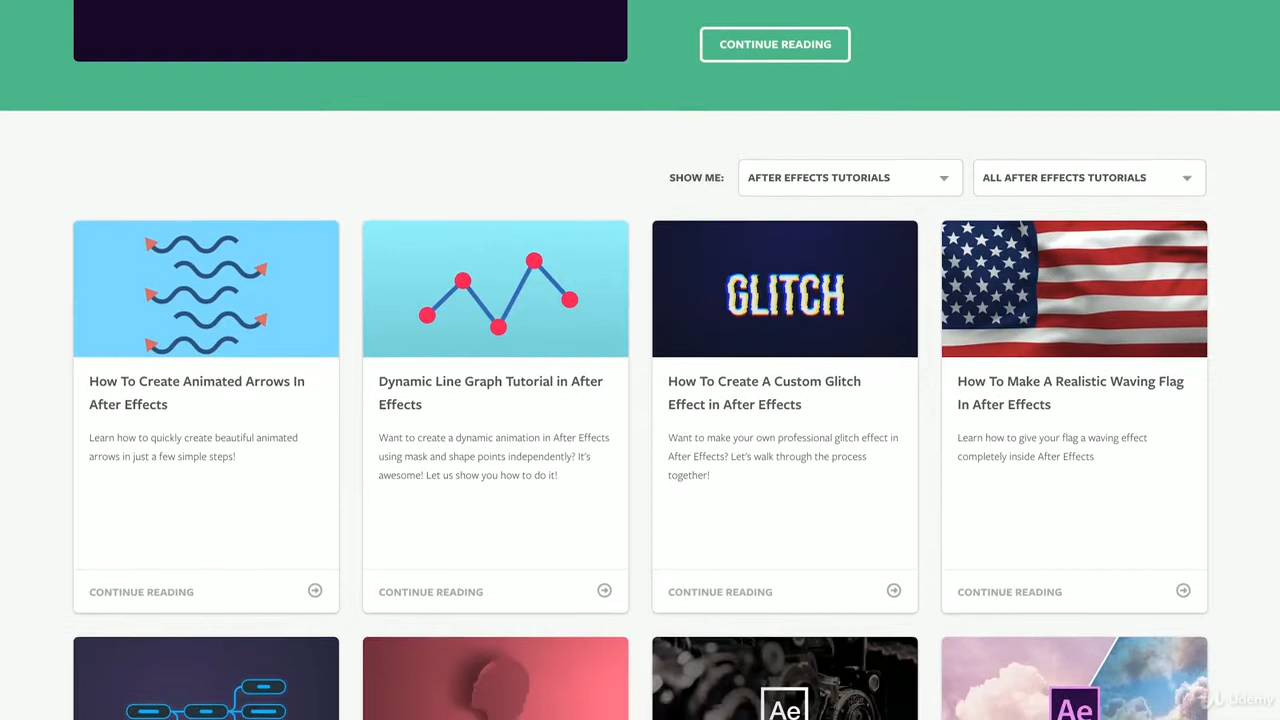 CONTINUE READING
SHOW ME:
AFTER EFFECTS TUTORIALS
ALL AFTER EFFECTS TUTORIALS
GLITCH
How To Create Animated Arrows In
After Effects
Learn how to quickly create beautiful animated
arrows in just a few simple steps!
CONTINUE READING
Dynamic Line Graph Tutorial in After
Effects
Want to create a dynamic animation in After Effects
using mask and shape points independently? It's
awesome! Let us show you how to do it!
CONTINUE READING
How To Create A Custom Glitch
Effect in After Effects
Want to make your own professional glitch effect in
After Effects? Let's walk through the process
together!
CONTINUE READING
How To Make A Realistic Waving Flag
In After Effects
Learn how to give your flag a waving effect
completely inside After Effects
CONTINUE READING
Ae
Ae
Udemy